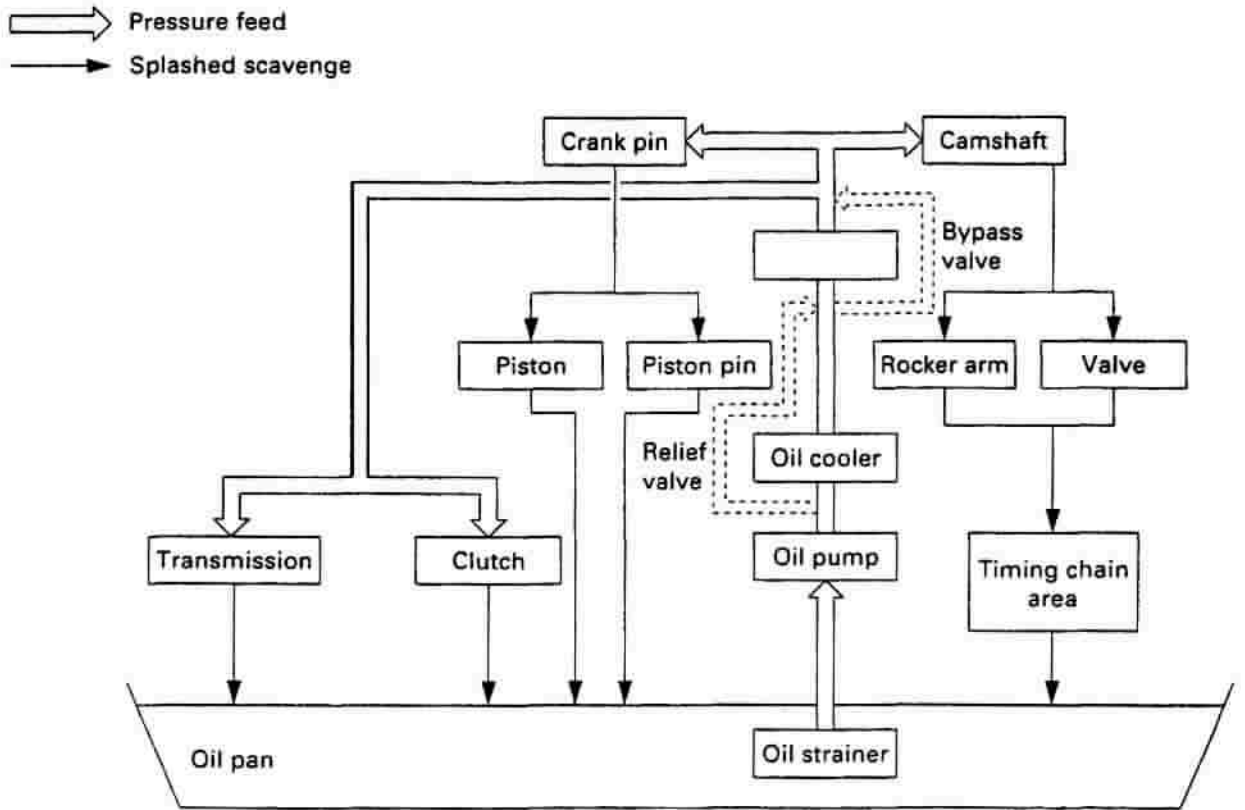 Pressure feed
Splashed scavenge
Crank pin
Camshaft
Bypass
valve
Piston
Piston pin
Rocker arm
Valve
Relief
valve
Oil cooler
Transmission
Clutch
Oil pump
Timing chain
area
Oil pan
Oil strainer